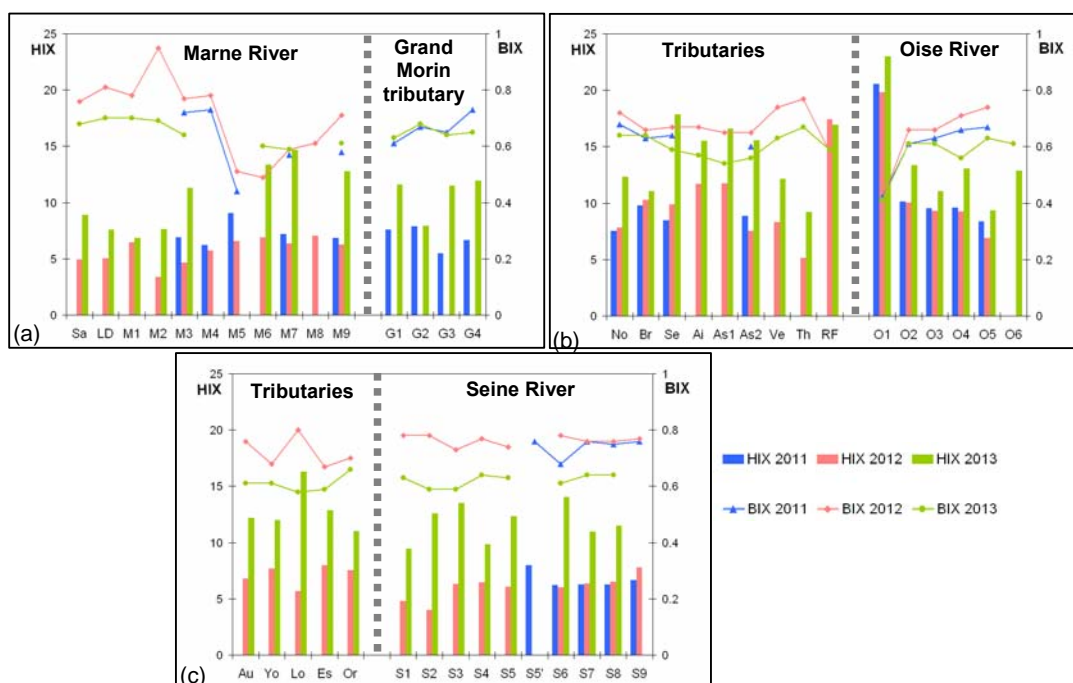 HIX
Marne River
Grand Morin tributary
BIX
25
20
15
10
5
0
1
0.8
0.6
0.4
0.2
0
Sa LD M1 M2 M3 M4 M5 M6 M7 M8 M9 G1 G2 G3 G4
(a)
HIX
Tributaries
Oise River
BIX
25
20
15
10
5
0
1
0.8
0.6
0.4
0.2
0
No Br Se Ai As1 As2 Ve Th RF O1 O2 O3 O4 O5 O6
(b)
HIX
Tributaries
Seine River
BIX
25
20
15
10
5
0
1
0.8
0.6
0.4
0.2
0
Au Yo Lo Es Or S1 S2 S3 S4 S5 S5' S6 S7 S8 S9
(c)
HIX 2011 HIX 2012 HIX 2013
BIX 2011 BIX 2012 BIX 2013